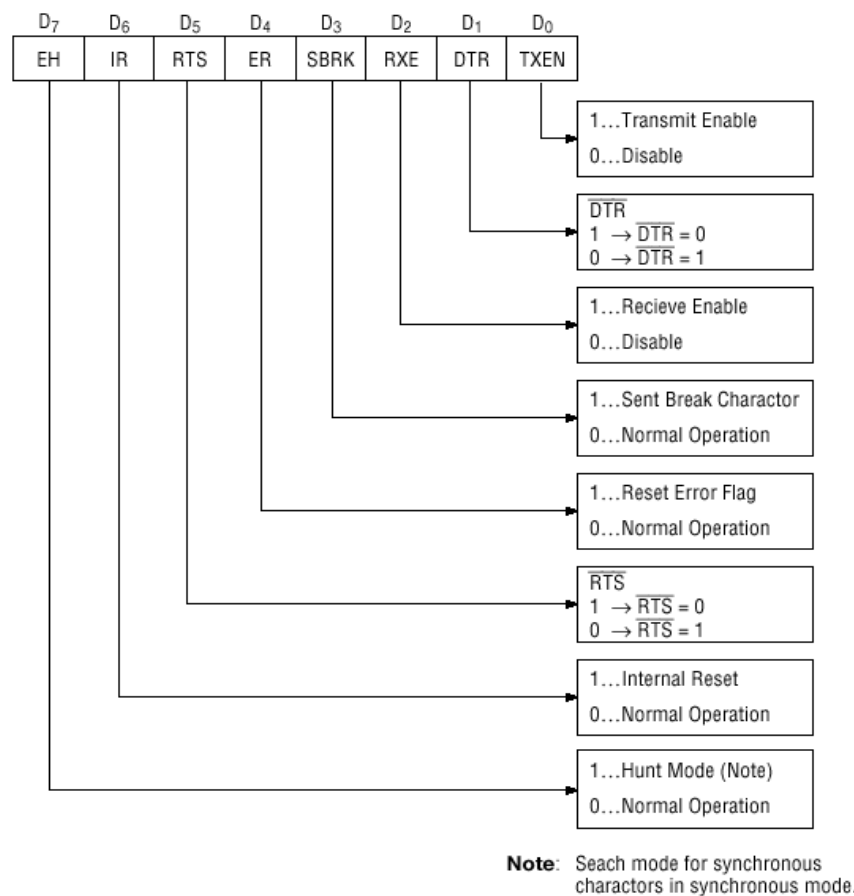 D7 D6 D5 D4 D3 D2 D1 D0
EH IR RTS ER SBRK RXE DTR TXEN
1...Transmit Enable
0...Disable
DTR
1 → DTR = 0
0 → DTR = 1
1...Recieve Enable
0...Disable
1...Sent Break Charactor
0...Normal Operation
1...Reset Error Flag
0...Normal Operation
RTS
1 → RTS = 0
0 → RTS = 1
1...Internal Reset
0...Normal Operation
1...Hunt Mode (Note)
0...Normal Operation
Note: Seach mode for synchronous
charactors in synchronous mode.